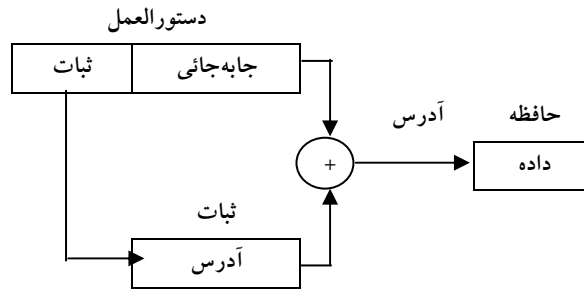 دستورالعمل
ثبات
جابه‌جائی
آدرس
حافظه
+
داده
ثبات
آدرس